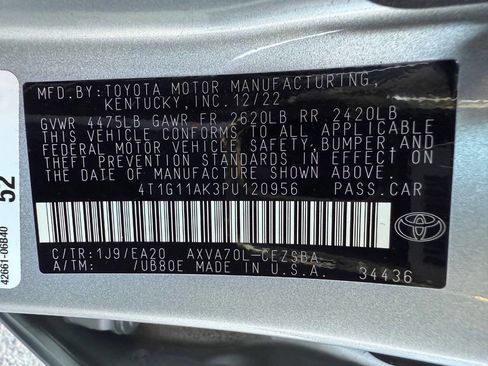 MFD.BY:TOYOTA MOTOR MANUFACTURING,
KENTUCKY,INC.12/22
GVWR 4475LB GAWR FR 2620LB RR 2420LB
THIS VEHICLE CONFORMS TO ALL APPLICABLE
FEDERAL MOTOR VEHICLE SAFETY, BUMPER,AND
THEFT PREVENTION STANDARDS IN EFFECT ON
THE DATE OF MANUFACTURE SHOWN ABOVE.
4T1G11AK3PU120956 PASS.CAR
C/TR:1J9/EA20 AXVA70L-CEZSBA
A/TM: /UB80E MADE IN U.S.A. 34436
52
42661-06B40